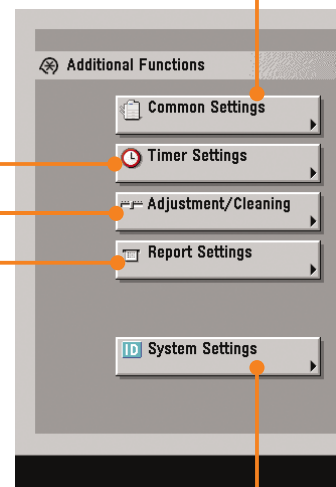 Additional Functions
Common Settings
Timer Settings
Adjustment/Cleaning
Report Settings
ID System Settings